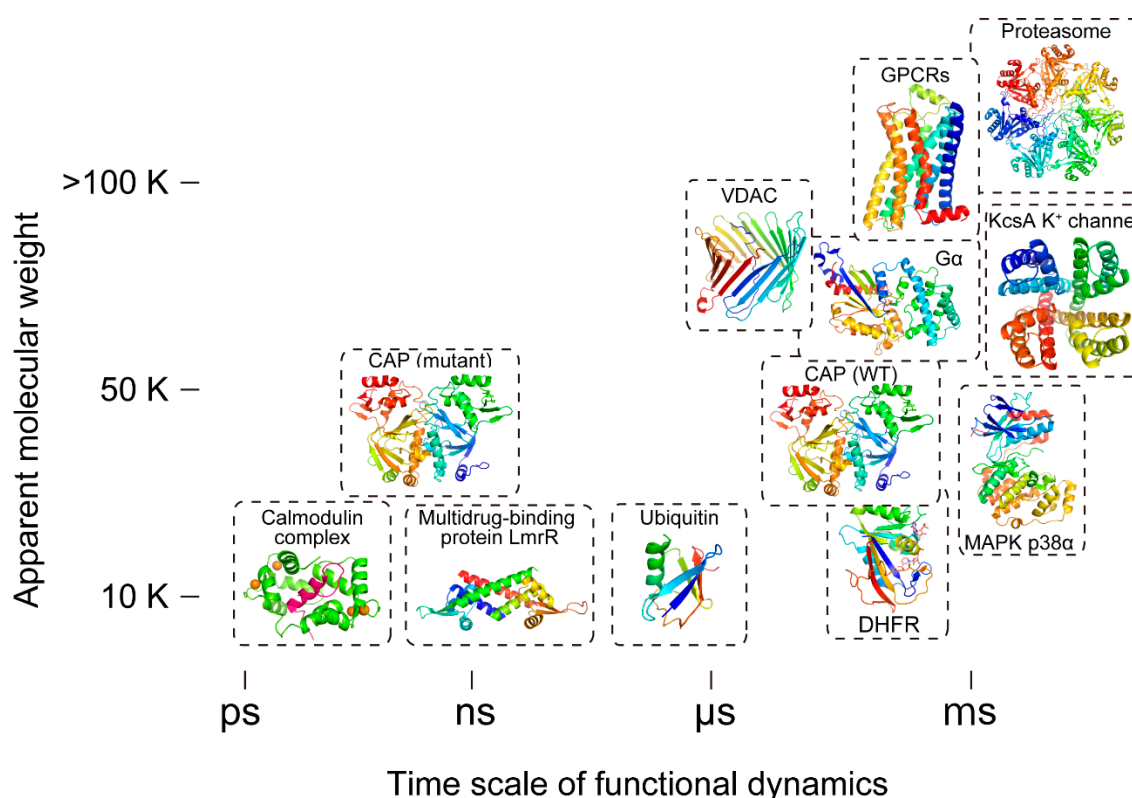 Proteasome
GPCRs
>100 K
VDAC
KcsA K⁺ channe
Gα
Apparent molecular weight
CAP (mutant)
CAP (WT)
50 K
Calmodulin
complex
Multidrug-binding
protein LmrR
Ubiquitin
MAPK p38α
10 K
DHFR
ps
ns
µs
ms
Time scale of functional dynamics